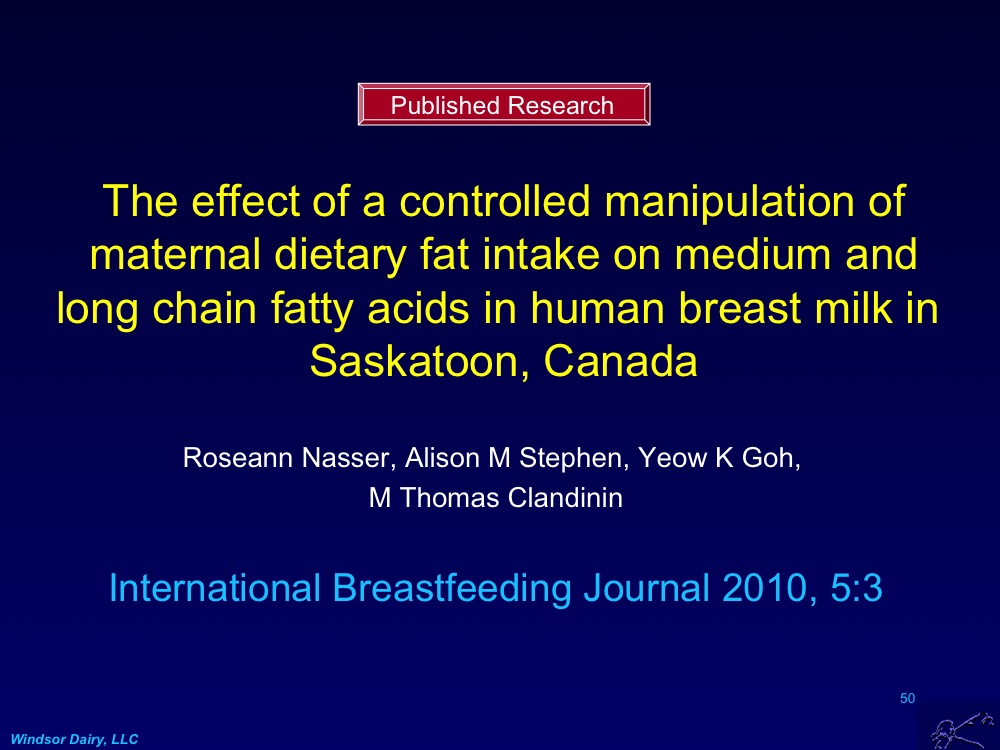 Published Research
The effect of a controlled manipulation of
maternal dietary fat intake on medium and
long chain fatty acids in human breast milk in
Saskatoon, Canada
Roseann Nasser, Alison M Stephen, Yeow K Goh,
M Thomas Clandinin
International Breastfeeding Journal 2010, 5:3
50
Windsor Dairy, LLC